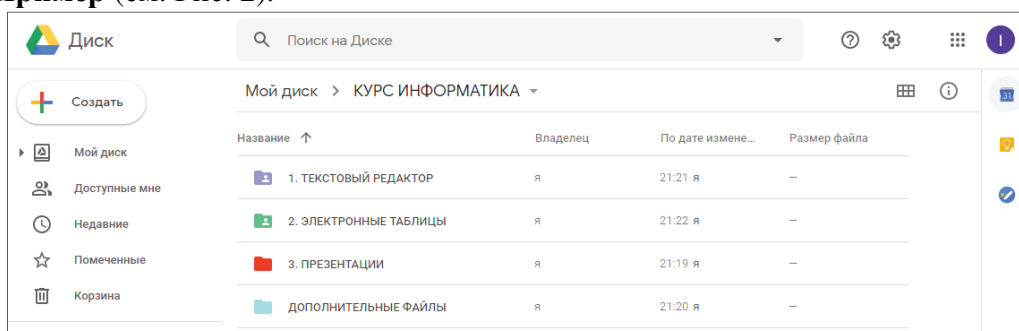 пример (см. Рис. 2).
Диск
Поиск на Диске
I
Создать
Мой диск > КУРС ИНФОРМАТИКА
31
Название ↑ Владелец По дате измене... Размер файла
Мой диск
Доступные мне
Недавние
Помеченные
Корзина
1. ТЕКСТОВЫЙ РЕДАКТОР я 21:21 я –
2. ЭЛЕКТРОННЫЕ ТАБЛИЦЫ я 21:22 я –
3. ПРЕЗЕНТАЦИИ я 21:19 я –
ДОПОЛНИТЕЛЬНЫЕ ФАЙЛЫ я 21:20 я –